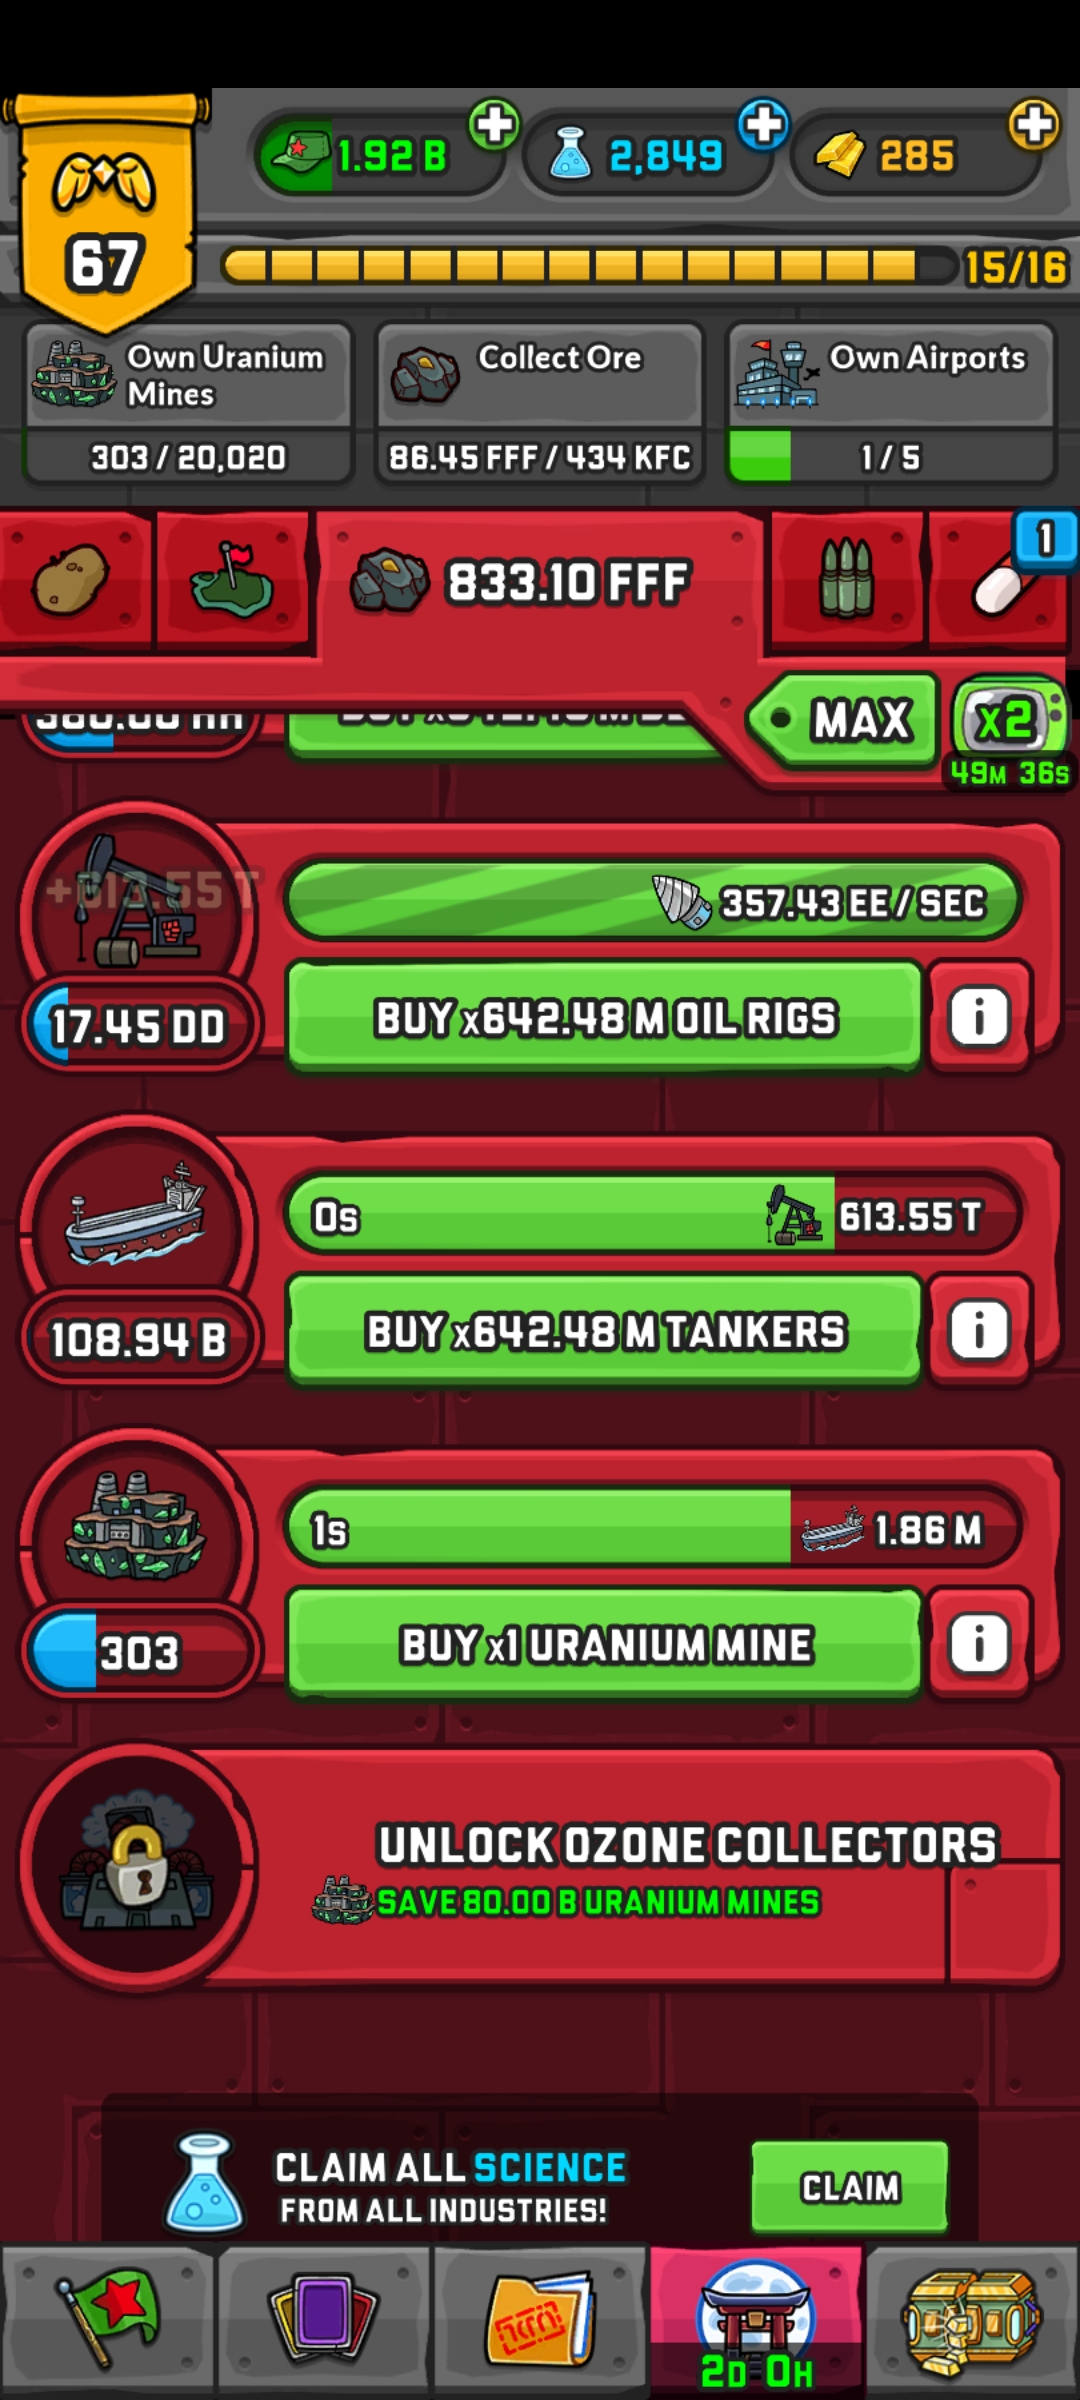 1.92 B
2,849
285
67
15/16
Own Uranium
Mines
303 / 20,020
Collect Ore
86.45 FFF / 434 KFC
Own Airports
1 / 5
833.10 FFF
1
MAX
x2
49M 36S
+613.55 T
357.43 EE / SEC
17.45 DD
BUY x642.48 M OIL RIGS
i
0s
613.55 T
108.94 B
BUY x642.48 M TANKERS
i
1s
1.86 M
303
BUY x1 URANIUM MINE
i
UNLOCK OZONE COLLECTORS
SAVE 80.00 B URANIUM MINES
CLAIM ALL SCIENCE
FROM ALL INDUSTRIES!
CLAIM
2D 0H